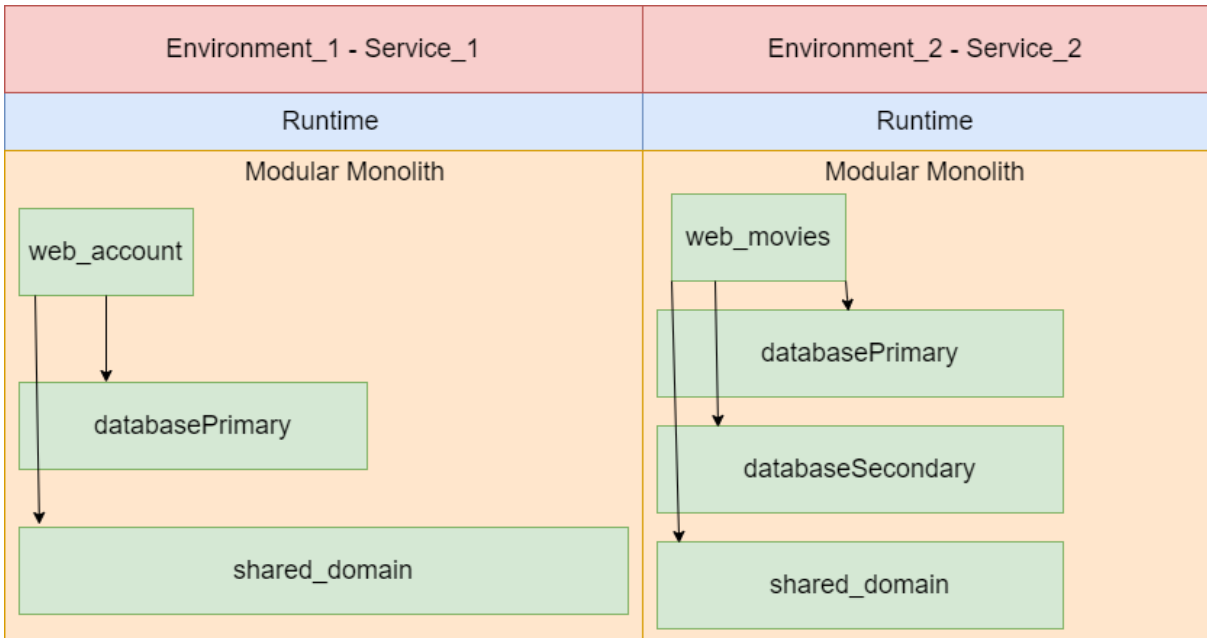 Environment_1 - Service_1
Environment_2 - Service_2
Runtime
Runtime
Modular Monolith
Modular Monolith
web_account
databasePrimary
shared_domain
web_movies
databasePrimary
databaseSecondary
shared_domain